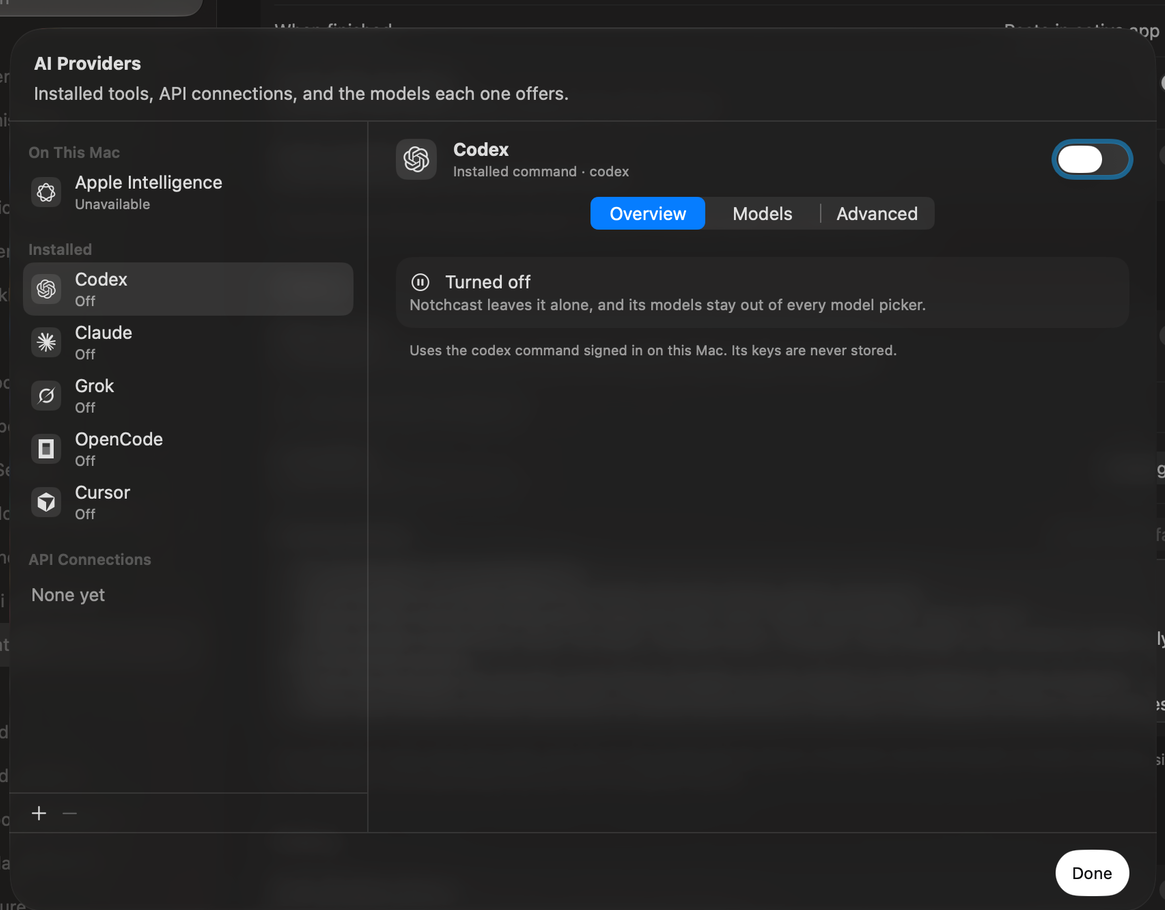 AI Providers
Installed tools, API connections, and the models each one offers.
On This Mac
Apple Intelligence
Unavailable
Installed
Codex
Off
Claude
Off
Grok
Off
OpenCode
Off
Cursor
Off
API Connections
None yet
Codex
Installed command · codex
Overview
Models
Advanced
Turned off
Notchcast leaves it alone, and its models stay out of every model picker.
Uses the codex command signed in on this Mac. Its keys are never stored.
Done